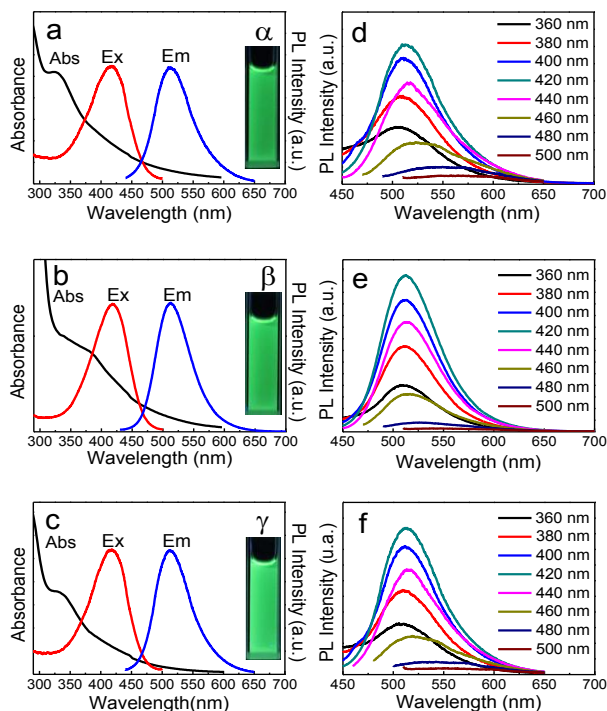 a
Abs
Ex
Em
α
Absorbance
PL Intensity (a.u.)
300 350 400 450 500 550 600 650 700
Wavelength (nm)
d
360 nm
380 nm
400 nm
420 nm
440 nm
460 nm
480 nm
500 nm
PL Intensity (a.u.)
450 500 550 600 650 700
Wavelength (nm)
b
Abs
Ex
Em
β
Absorbance
PL Intensity (a.u.)
300 350 400 450 500 550 600 650 700
Wavelength(nm)
e
360 nm
380 nm
400 nm
420 nm
440 nm
460 nm
480 nm
500 nm
PL Intensity (a.u.)
450 500 550 600 650 700
Wavelength (nm)
c
Abs
Ex
Em
γ
Absorbance
PL Intensity (a.u.)
300 350 400 450 500 550 600 650 700
Wavelength(nm)
f
360 nm
380 nm
400 nm
420 nm
440 nm
460 nm
480 nm
500 nm
PL Intensity (u.a.)
450 500 550 600 650 700
Wavelength (nm)